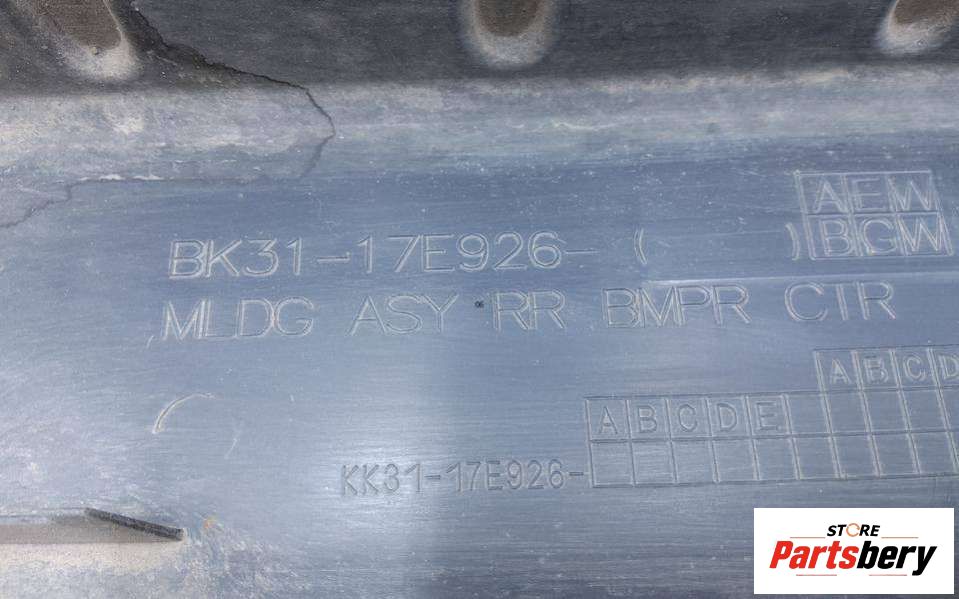 AEW
BK31-17E926-( )BGW
MLDG ASY RR BMPR CTR
ABCD
ABCDE
KK31-17E926-
STORE
Partsbery